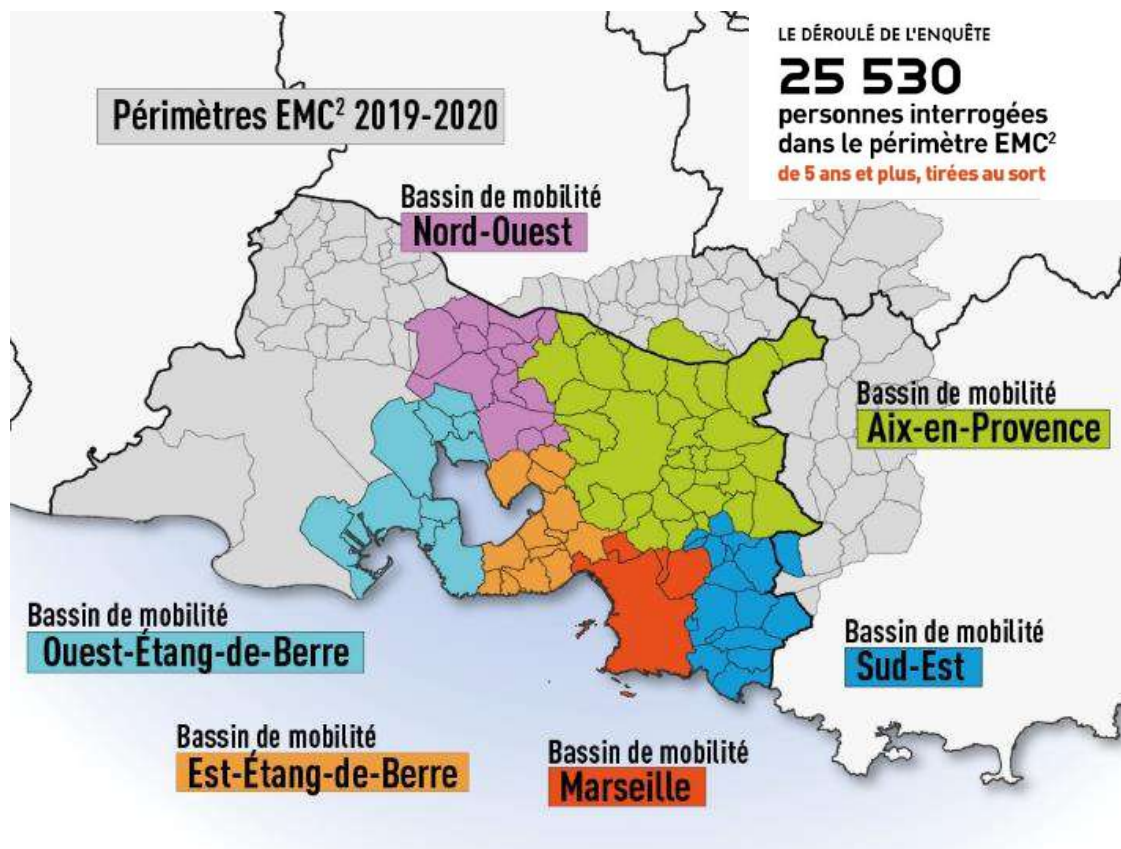 LE DÉROULÉ DE L'ENQUÊTE
25 530
personnes interrogées
dans le périmètre EMC²
de 5 ans et plus, tirées au sort
Périmètres EMC² 2019-2020
Bassin de mobilité
Nord-Ouest
Bassin de mobilité
Aix-en-Provence
Bassin de mobilité
Ouest-Étang-de-Berre
Bassin de mobilité
Sud-Est
Bassin de mobilité
Est-Étang-de-Berre
Bassin de mobilité
Marseille